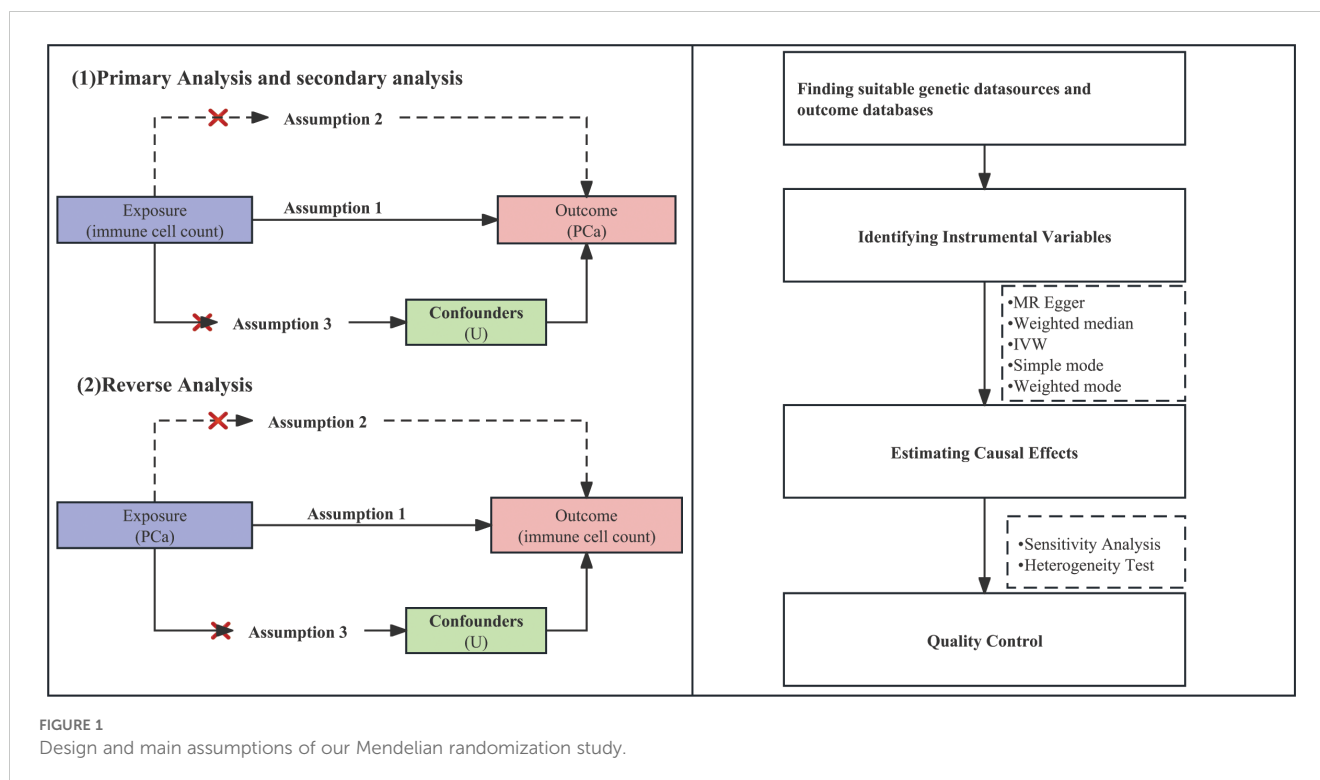 (1)Primary Analysis and secondary analysis
Assumption 2
Exposure
(immune cell count)
Assumption 1
Outcome
(PCa)
Assumption 3
Confounders
(U)
(2)Reverse Analysis
Assumption 2
Exposure
(PCa)
Assumption 1
Outcome
(immune cell count)
Assumption 3
Confounders
(U)
Finding suitable genetic datasources and
outcome databases
Identifying Instrumental Variables
•MR Egger
•Weighted median
•IVW
•Simple mode
•Weighted mode
Estimating Causal Effects
•Sensitivity Analysis
•Heterogeneity Test
Quality Control
FIGURE 1
Design and main assumptions of our Mendelian randomization study.